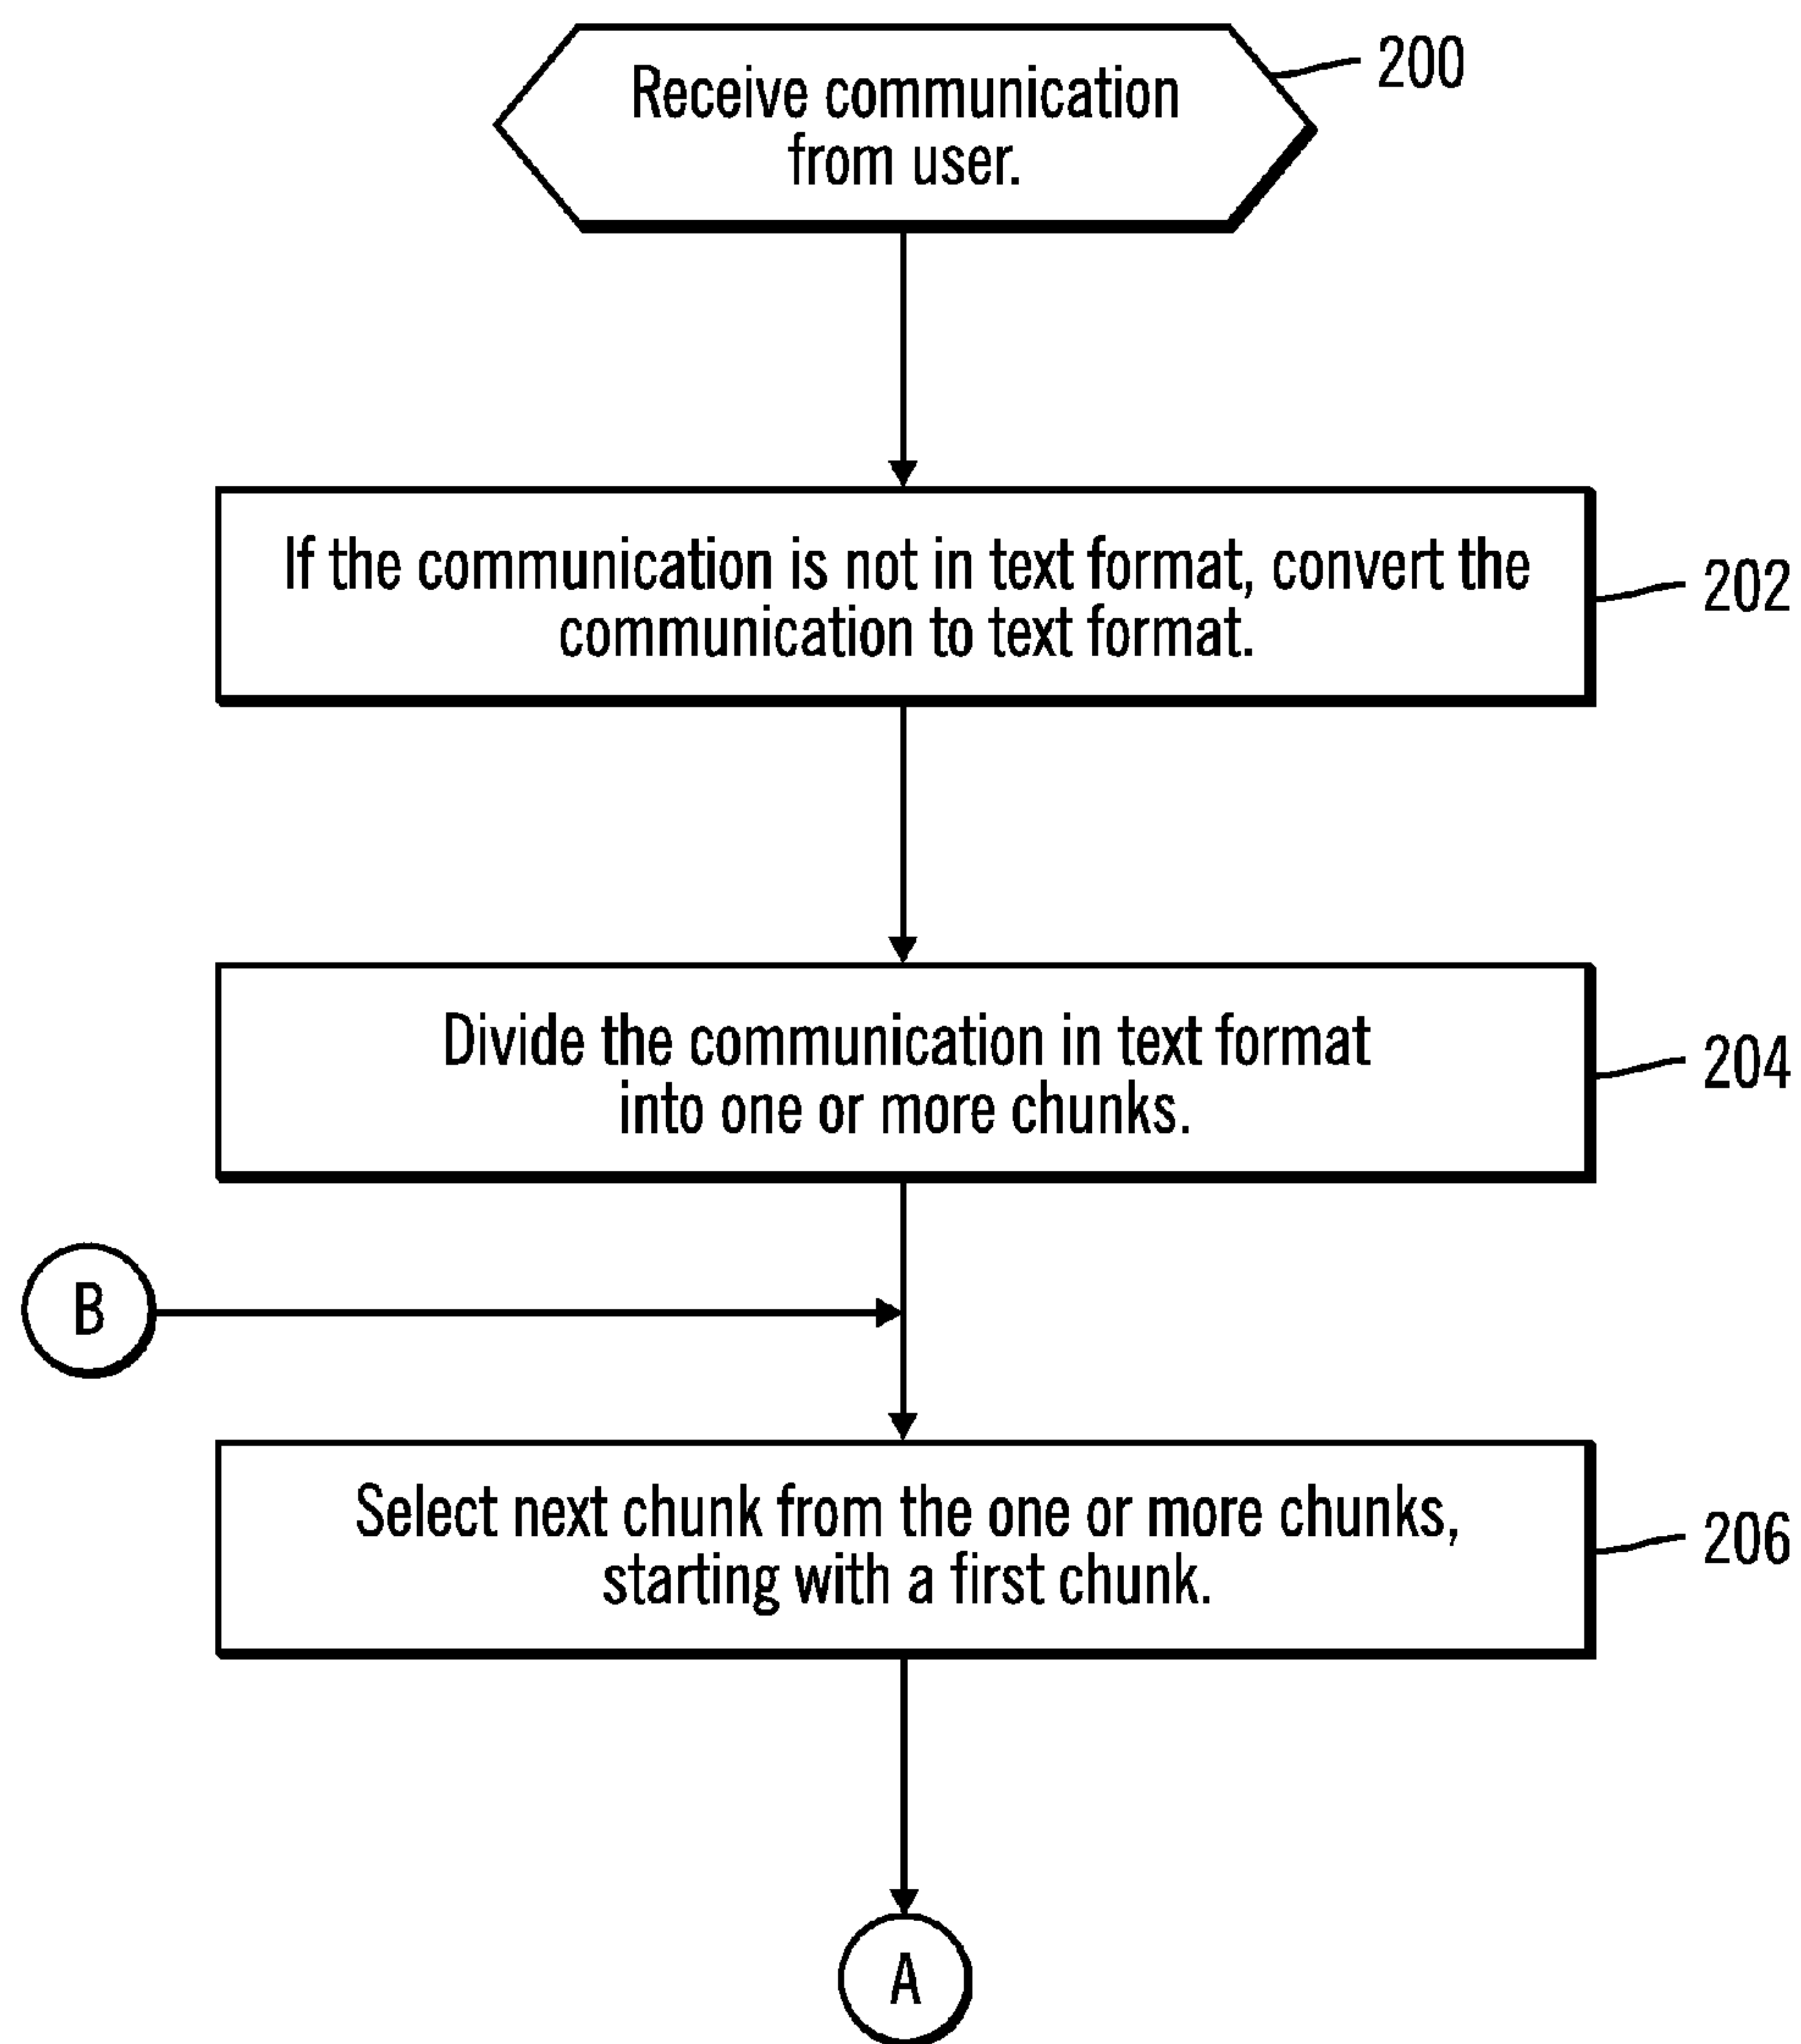 Receive communication
from user.
200
If the communication is not in text format, convert the
communication to text format.
202
Divide the communication in text format
into one or more chunks.
204
B
Select next chunk from the one or more chunks,
starting with a first chunk.
206
A